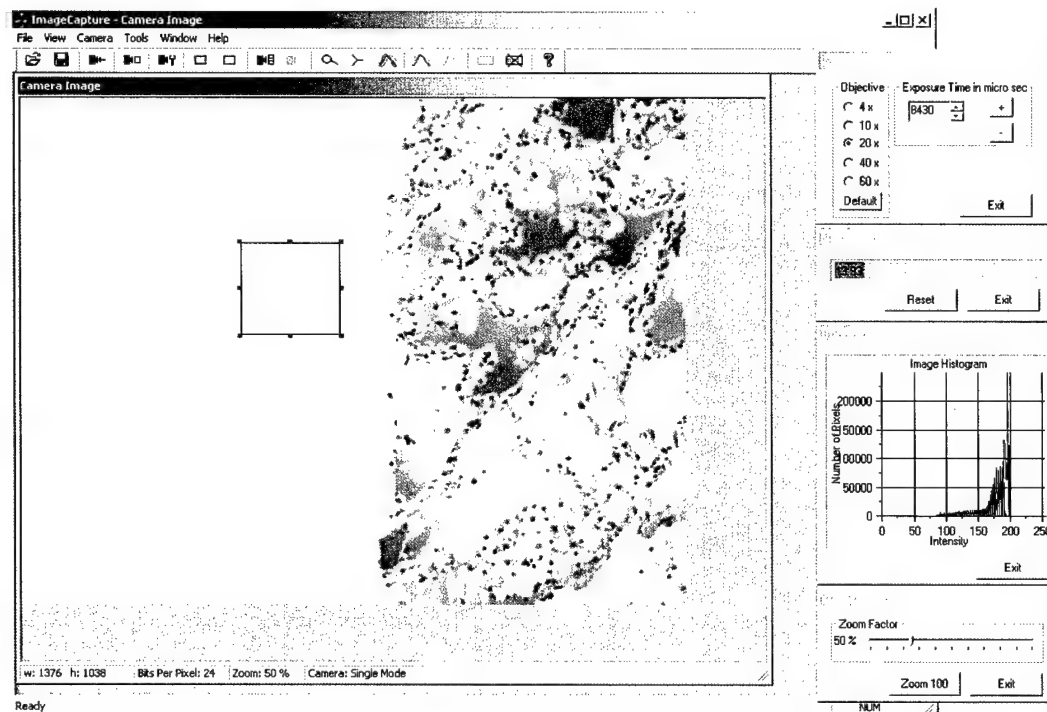 ImageCapture - Camera Image
File View Camera Tools Window Help
Camera Image
Objective
4 x
10 x
20 x
40 x
60 x
Default
Exposure Time in micro sec
8430
+
-
Exit
Reset
Exit
Image Histogram
Number of Pixels
200000
150000
100000
50000
0
0 50 100 150 200 250
Intensity
Exit
Zoom Factor
50 %
Zoom 100
Exit
w: 1376 h: 1038 Bits Per Pixel: 24 Zoom: 50 % Camera: Single Mode
Ready
NUM